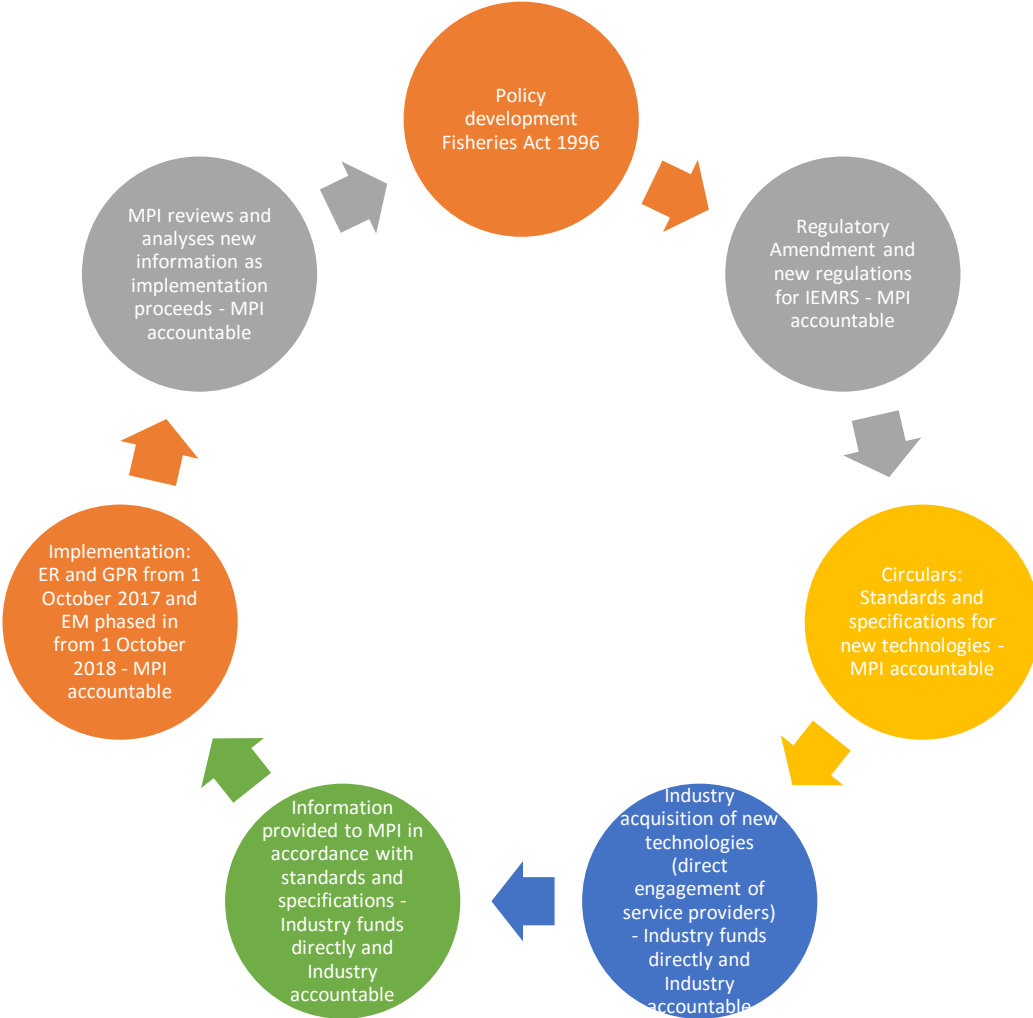 Policy
development
Fisheries Act 1996
Regulatory
Amendment and
new regulations
for IEMRS - MPI
accountable
Circulars:
Standards and
specifications for
new technologies -
MPI accountable
Industry
acquisition of new
technologies
(direct
engagement of
service providers)
- Industry funds
directly and
Industry
accountable
Information
provided to MPI in
accordance with
standards and
specifications -
Industry funds
directly and
Industry
accountable
Implementation:
ER and GPR from 1
October 2017 and
EM phased in
from 1 October
2018 - MPI
accountable
MPI reviews and
analyses new
information as
implementation
proceeds - MPI
accountable